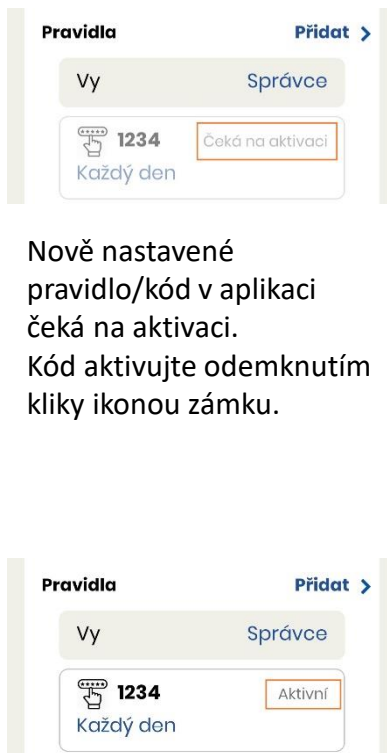 Pravidla Přidat >
Vy Správce
***** 1234 Čeká na aktivaci
Každý den
Nově nastavené
pravidlo/kód v aplikaci
čeká na aktivaci.
Kód aktivujte odemknutím
kliky ikonou zámku.
Pravidla Přidat >
Vy Správce
***** 1234 Aktivní
Každý den